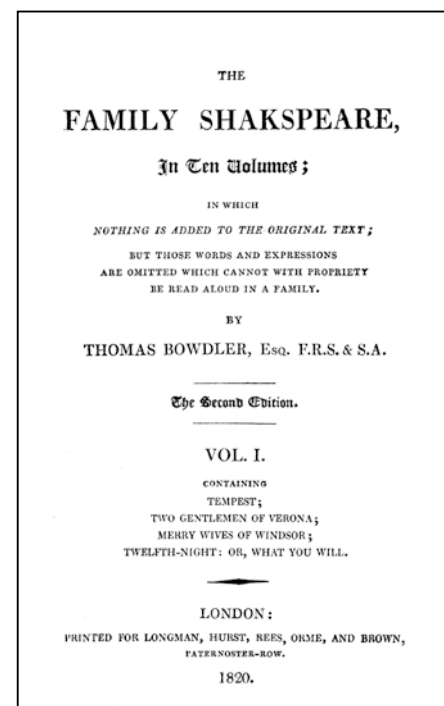 THE
FAMILY SHAKSPEARE,
In Ten Volumes;
IN WHICH
NOTHING IS ADDED TO THE ORIGINAL TEXT;
BUT THOSE WORDS AND EXPRESSIONS
ARE OMITTED WHICH CANNOT WITH PROPRIETY
BE READ ALOUD IN A FAMILY.
BY
THOMAS BOWDLER, ESQ. F.R.S. & S.A.
The Second Edition.
VOL. I.
CONTAINING
TEMPEST;
TWO GENTLEMEN OF VERONA;
MERRY WIVES OF WINDSOR;
TWELFTH-NIGHT: OR, WHAT YOU WILL.
LONDON:
PRINTED FOR LONGMAN, HURST, REES, ORME, AND BROWN,
PATERNOSTER-ROW.
1820.